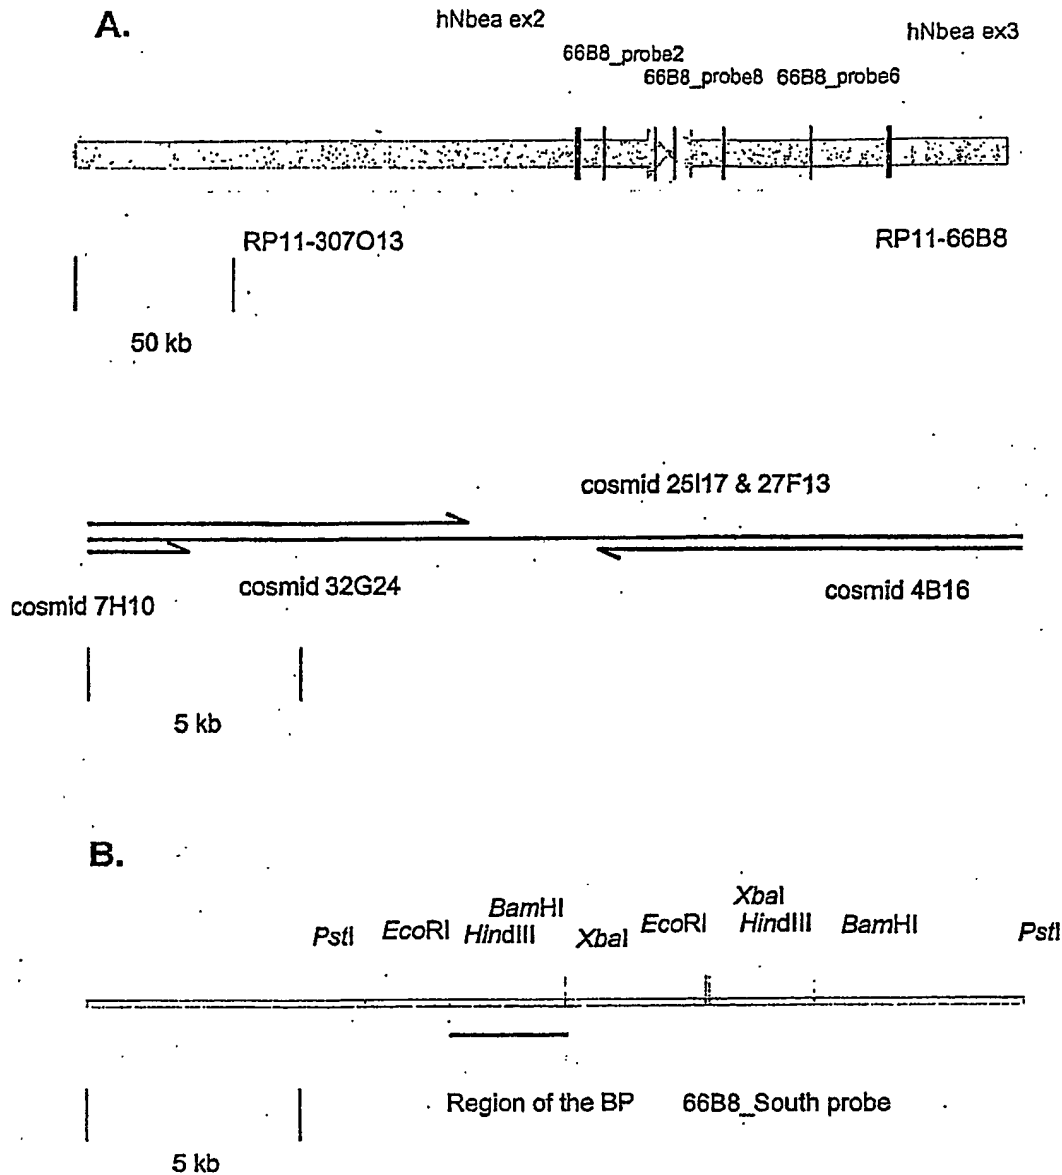 A.
hNbea ex2
hNbea ex3
66B8_probe2
66B8_probe8
66B8_probe6
RP11-307O13
RP11-66B8
50 kb
cosmid 25I17 & 27F13
cosmid 7H10
cosmid 32G24
cosmid 4B16
5 kb
B.
PstI
EcoRI
BamHI
HindIII
XbaI
EcoRI
XbaI
HindIII
BamHI
PstI
Region of the BP
66B8_South probe
5 kb